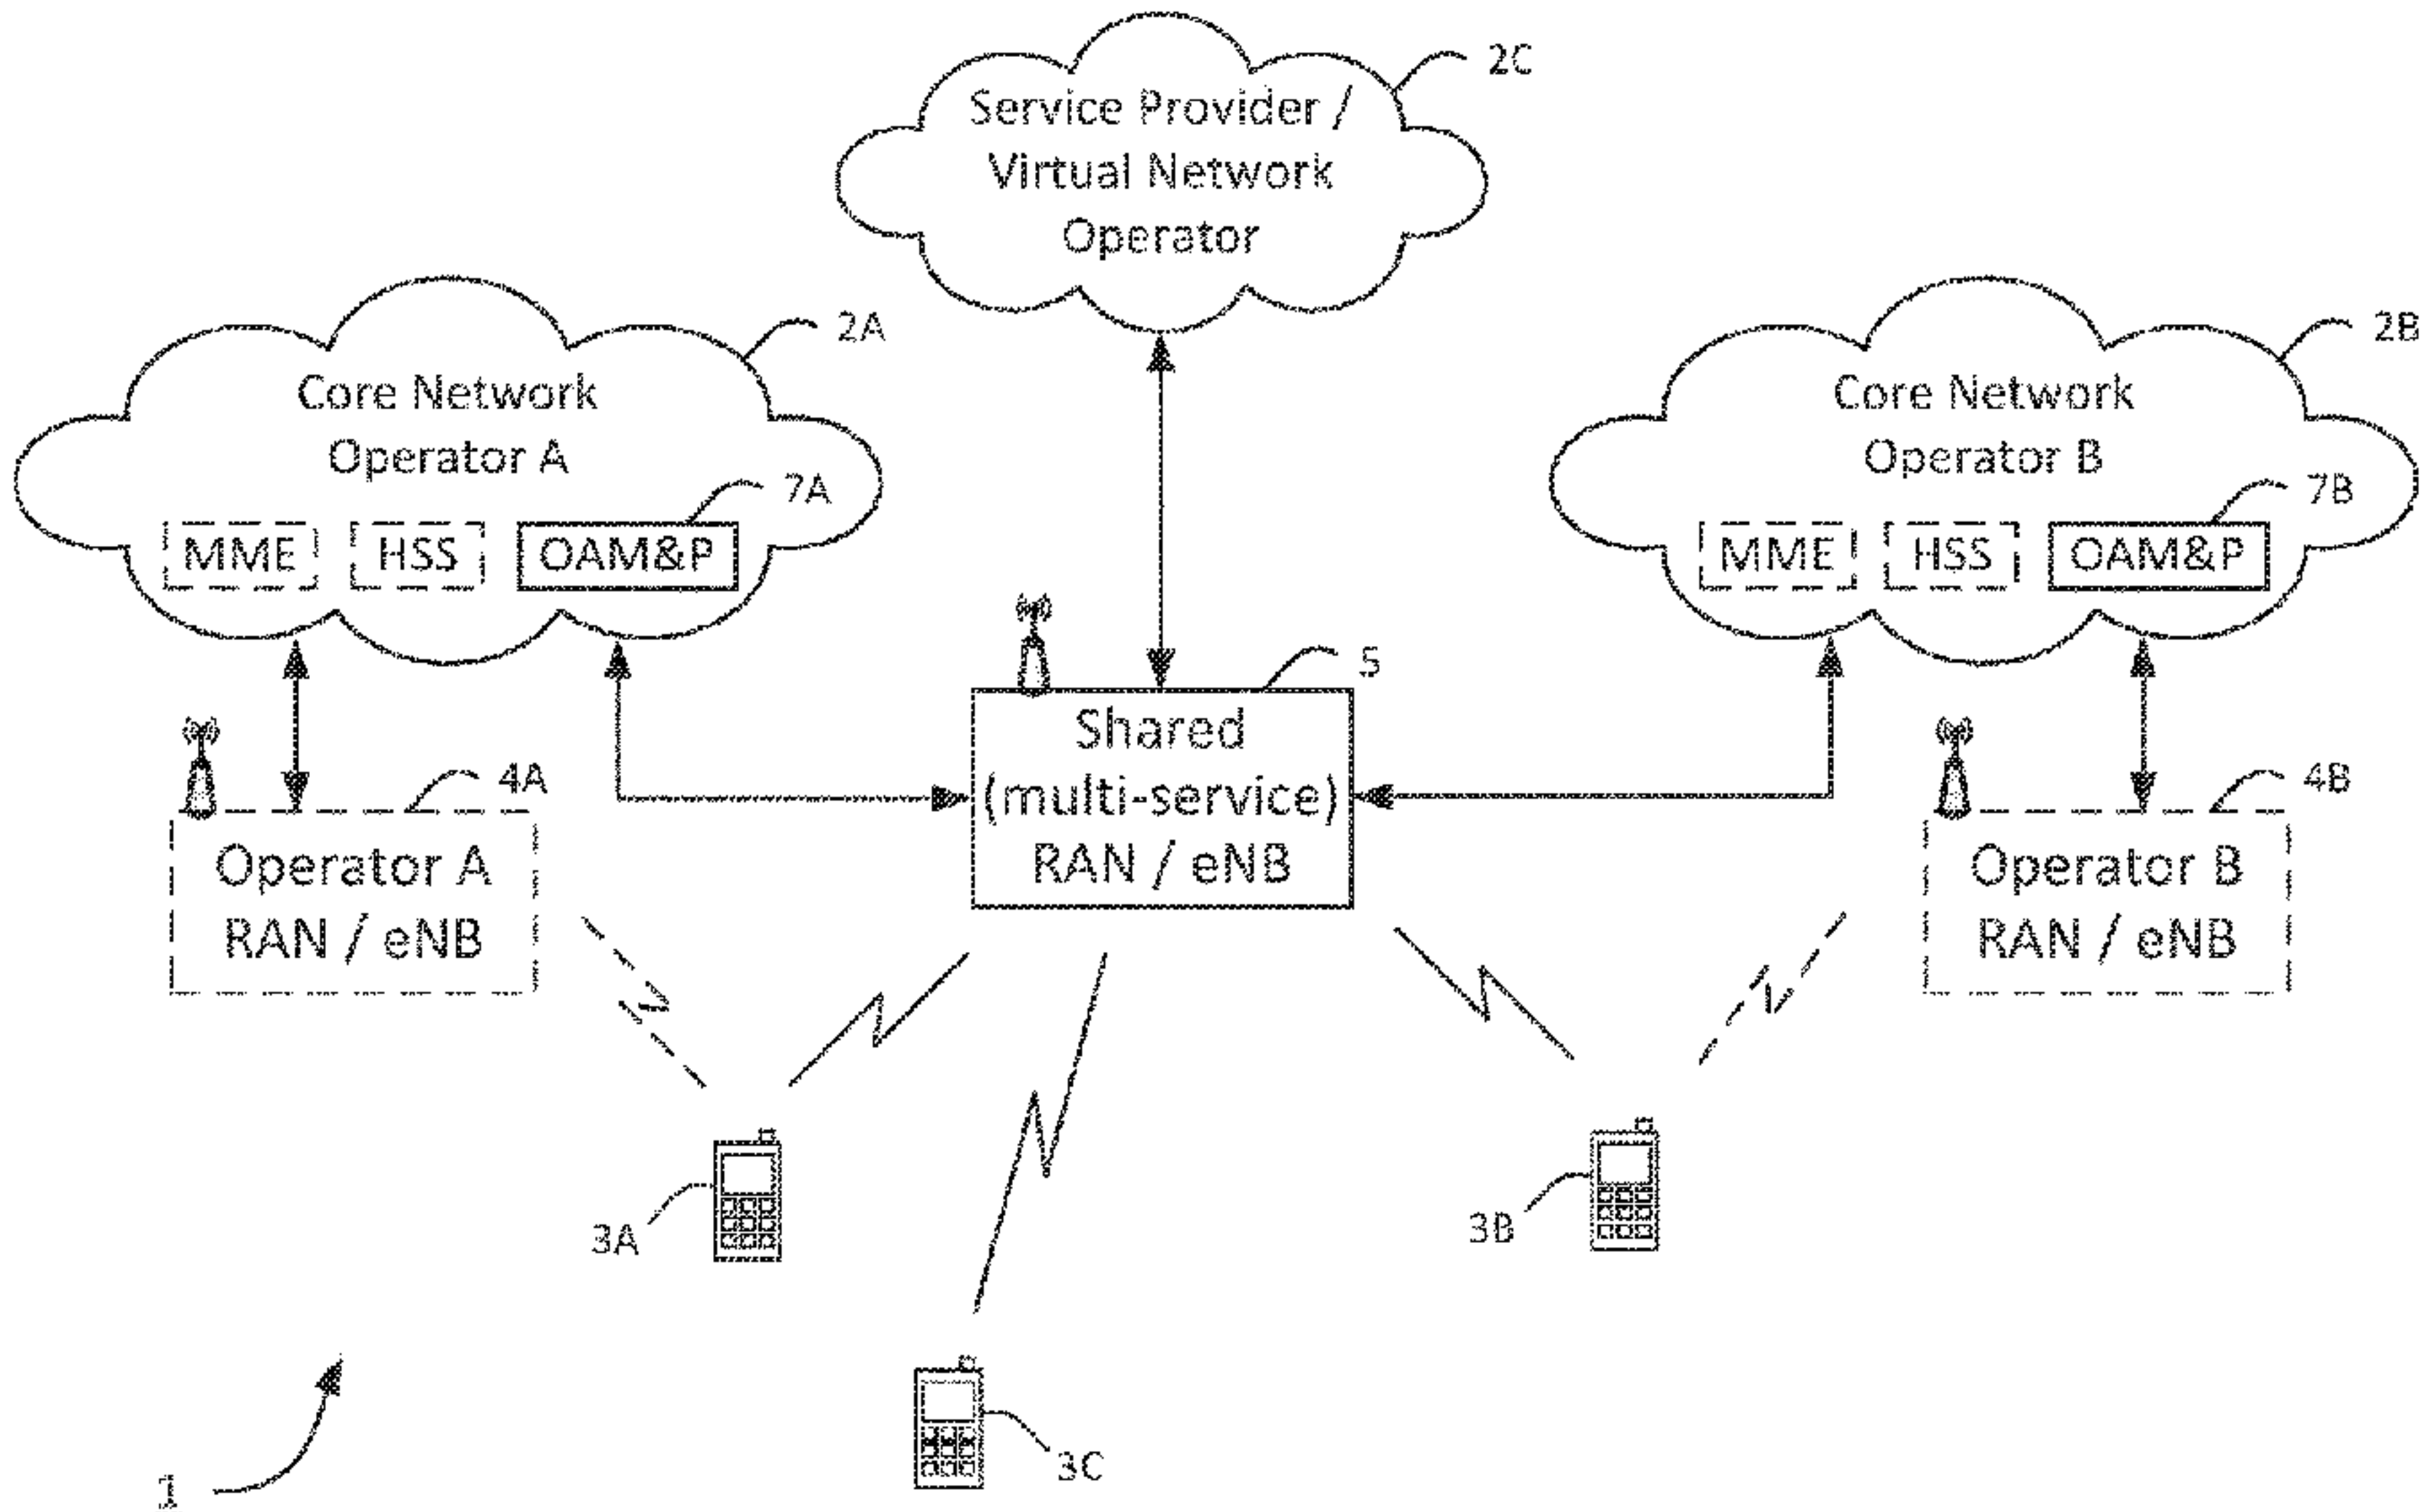 2C
Service Provider /
Virtual Network
Operator
2A
Core Network
Operator A
7A
MME
HSS
OAM&P
2B
Core Network
Operator B
7B
MME
HSS
OAM&P
5
Shared
(multi-service)
RAN / eNB
4A
Operator A
RAN / eNB
4B
Operator B
RAN / eNB
3A
3B
3C
1